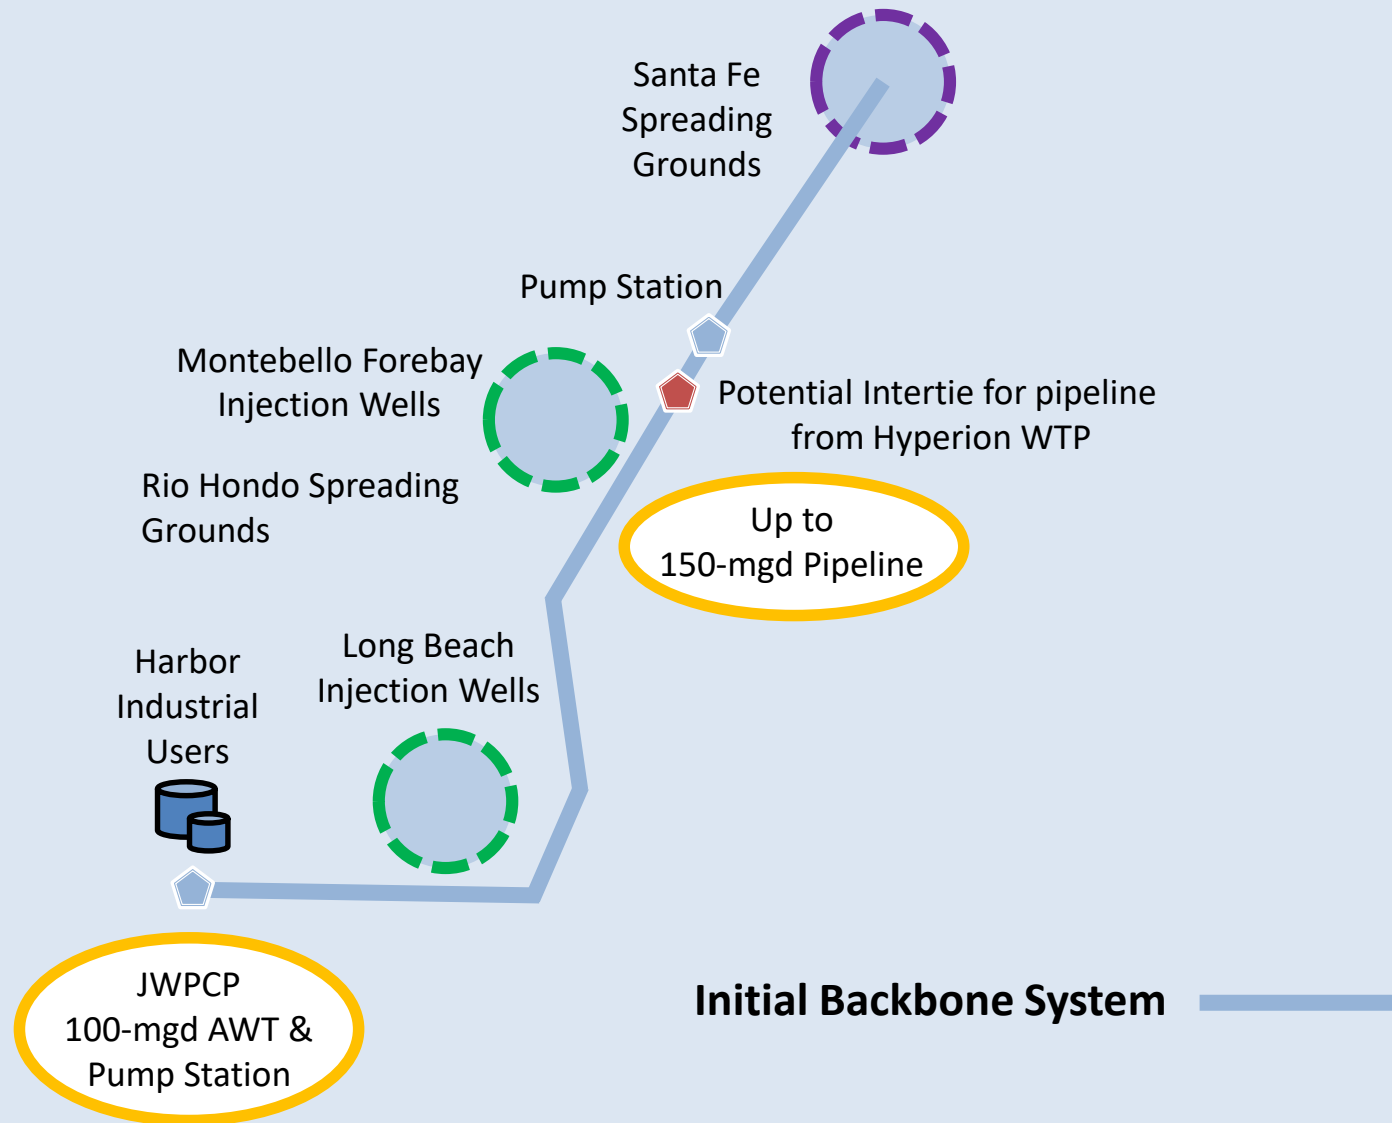 Santa Fe
Spreading
Grounds
Pump Station
Montebello Forebay
Injection Wells
Potential Intertie for pipeline
from Hyperion WTP
Rio Hondo Spreading
Grounds
Up to
150-mgd Pipeline
Long Beach
Injection Wells
Harbor
Industrial
Users
JWPCP
100-mgd AWT &
Pump Station
Initial Backbone System